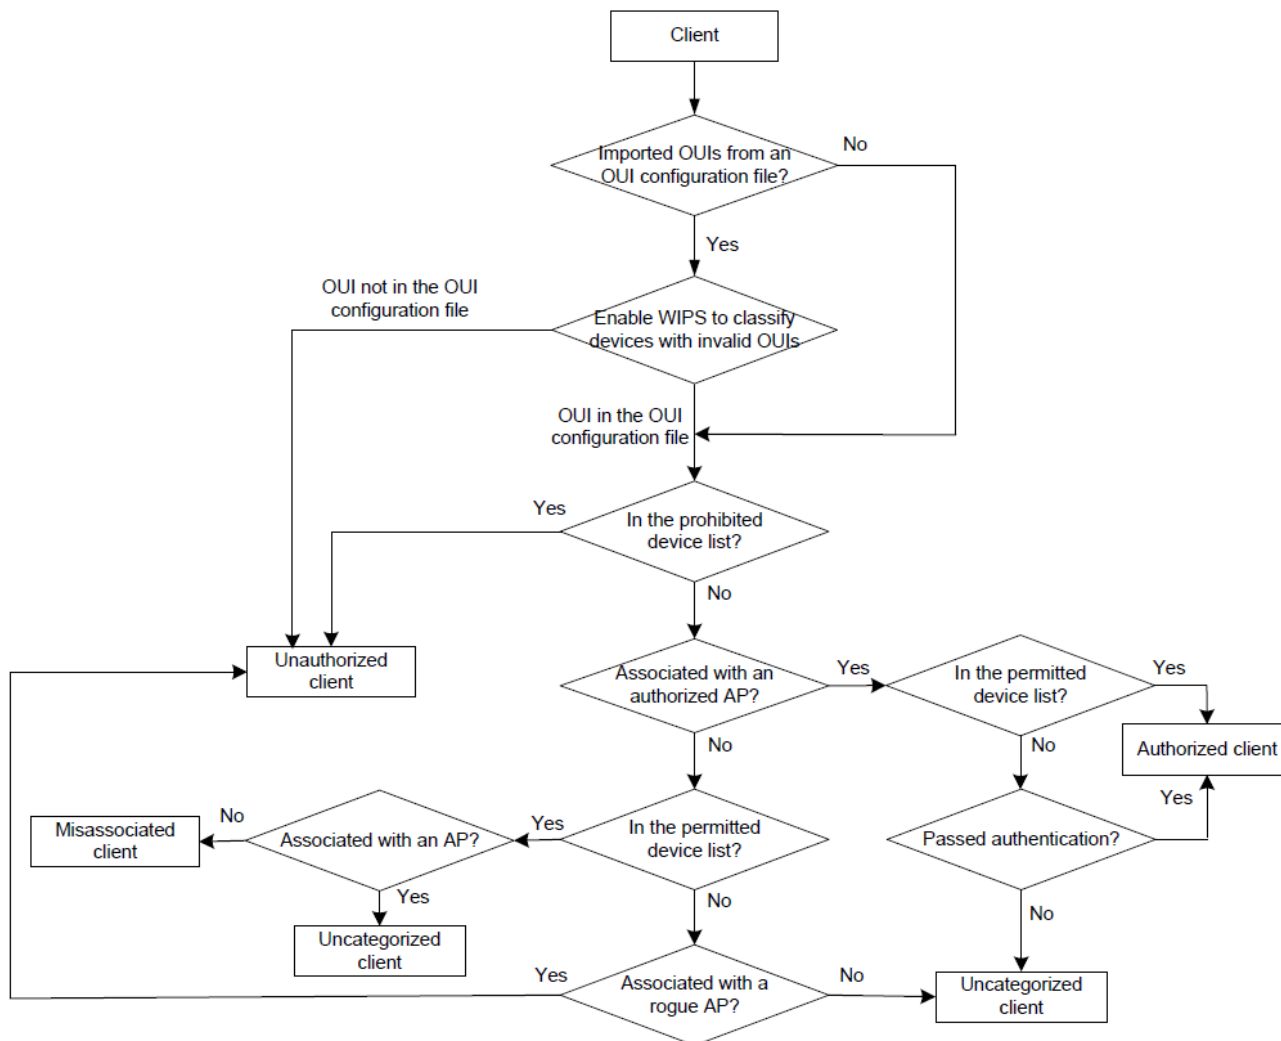 Client
Imported OUIs from an
OUI configuration file?
No
Yes
OUI not in the OUI
configuration file
Enable WIPS to classify
devices with invalid OUIs
OUI in the OUI
configuration file
Yes
In the prohibited
device list?
No
Unauthorized
client
Associated with an
authorized AP?
Yes
In the permitted
device list?
Yes
No
No
Authorized client
Yes
Misassociated
client
No
Associated with an AP?
Yes
In the permitted
device list?
Passed authentication?
Yes
No
No
Uncategorized
client
Yes
Associated with a
rogue AP?
No
Uncategorized
client